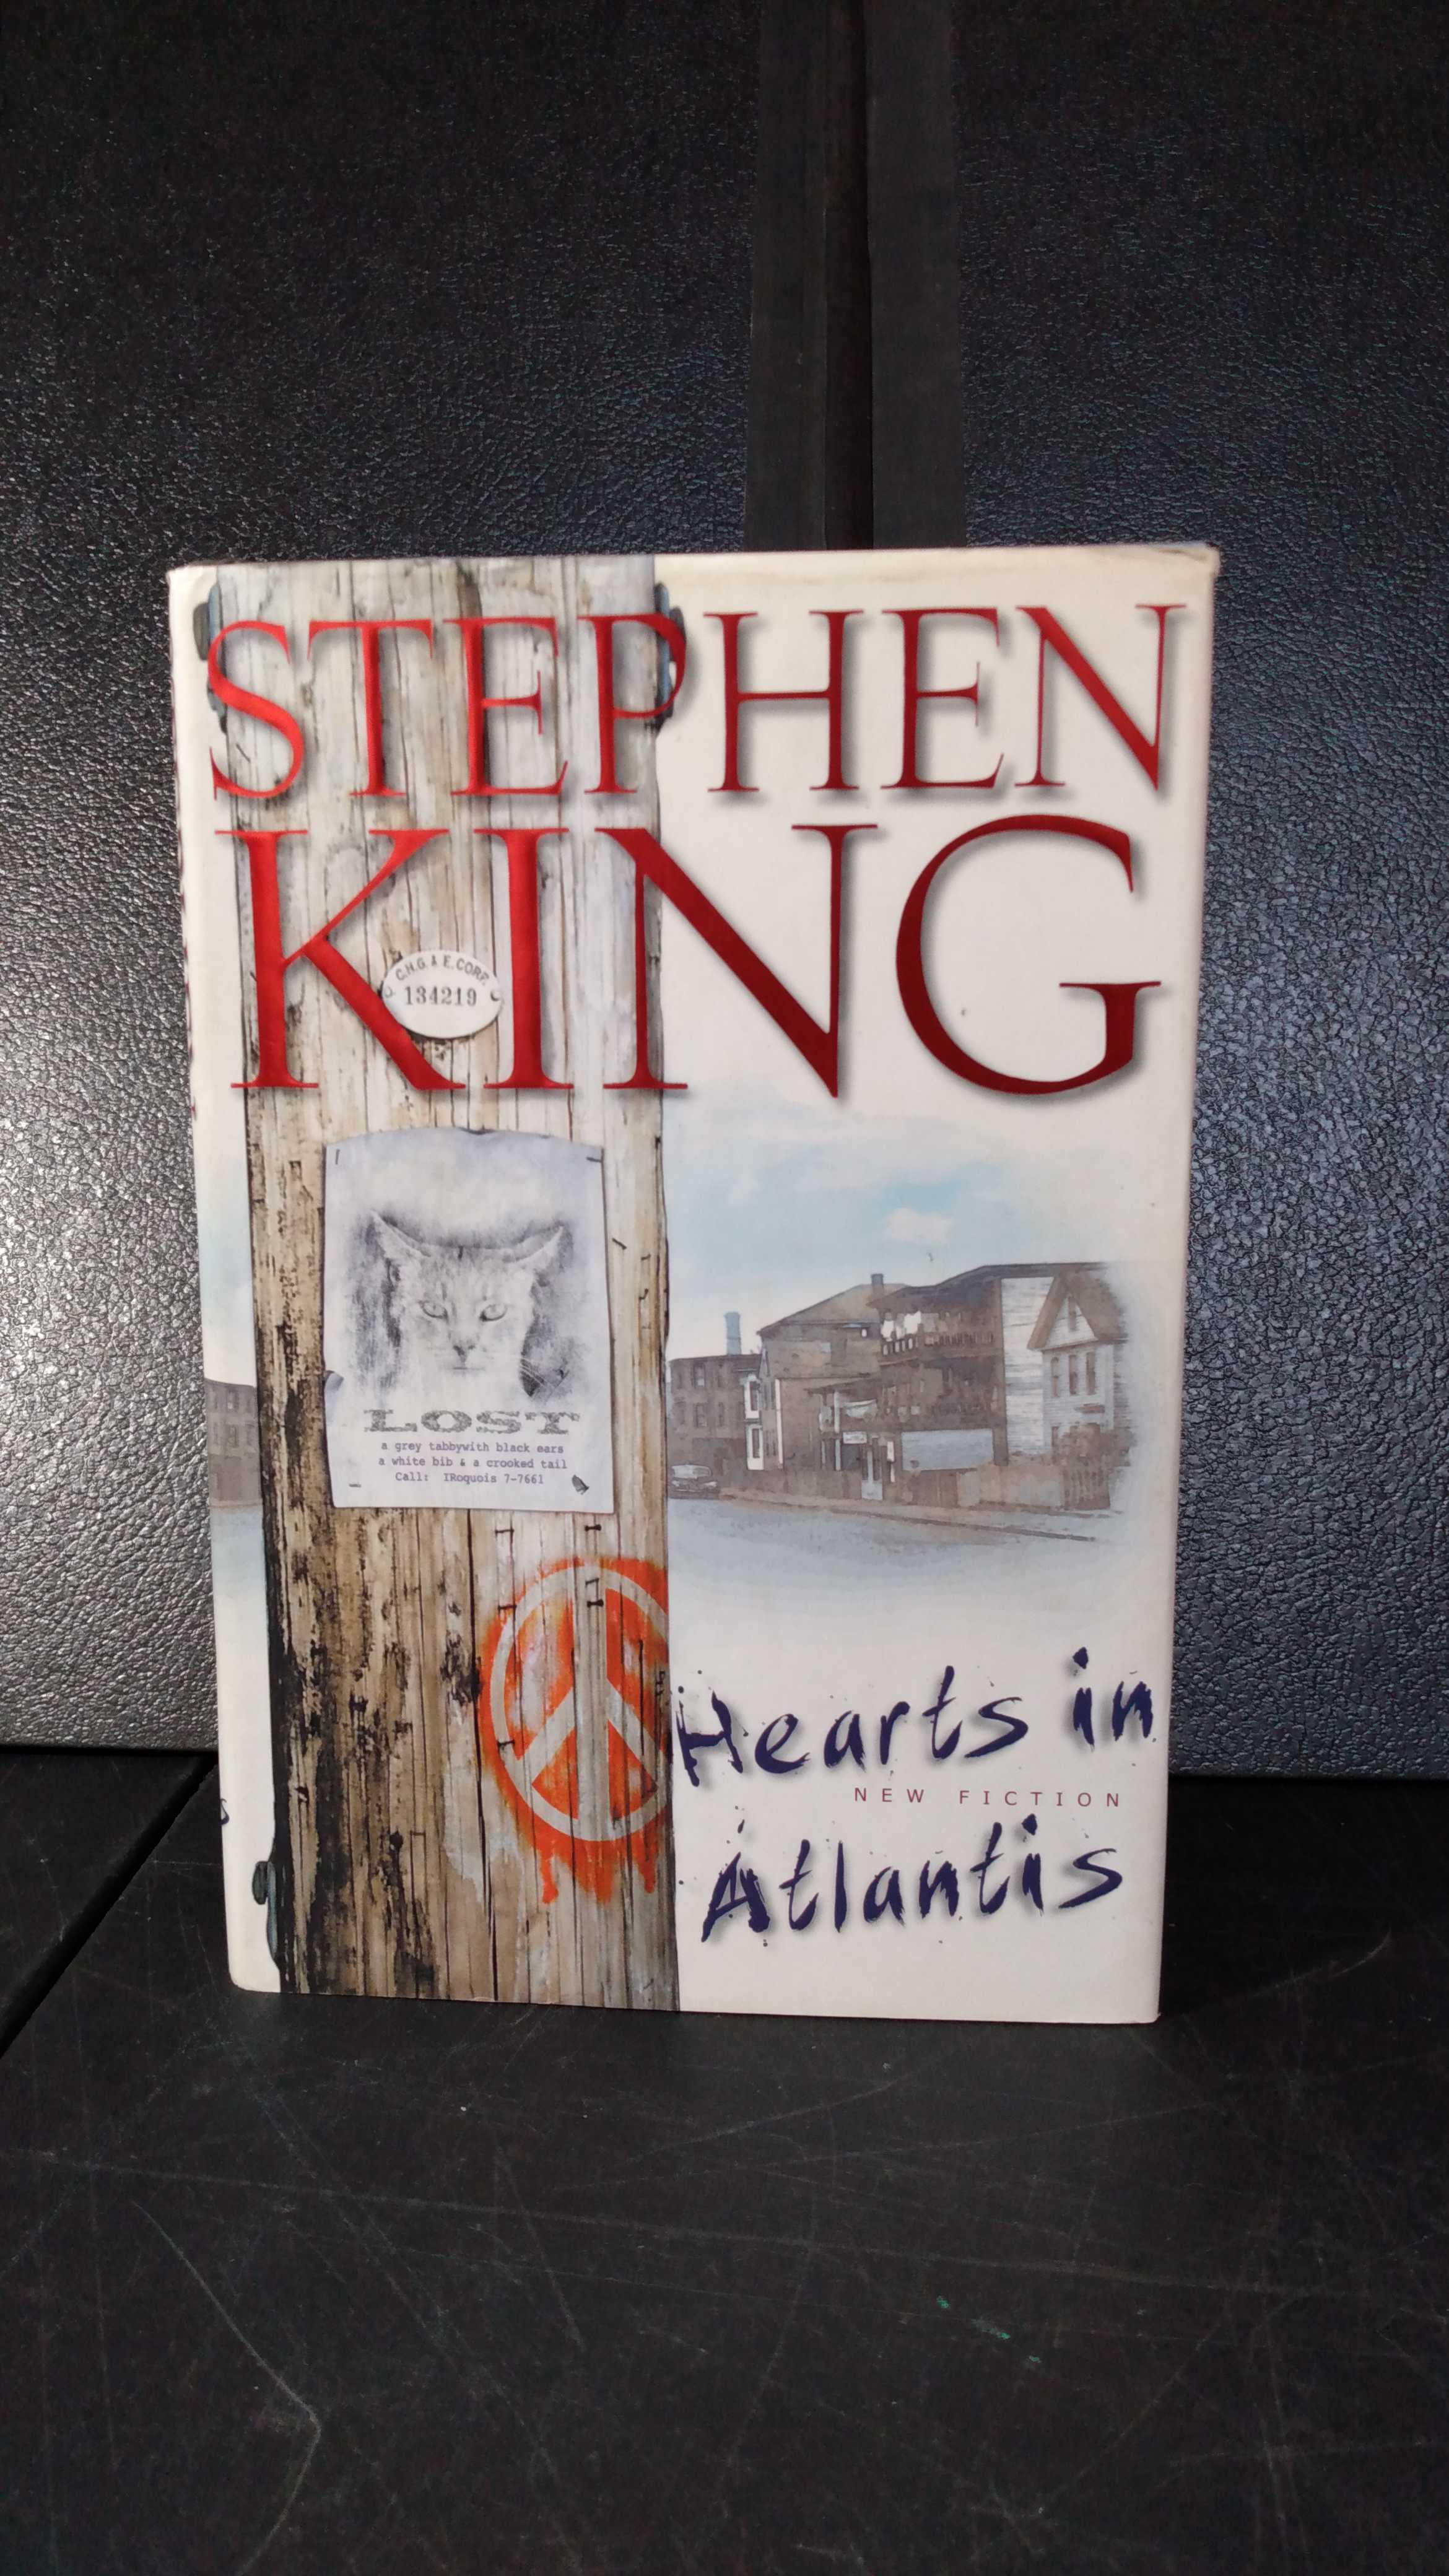 STEPHEN
KING
C.H.G. & E. CORP.
134219
LOST
a grey tabbywith black ears
a white bib & a crooked tail
Call: IRoquois 7-7661
Hearts in
NEW FICTION
Atlantis